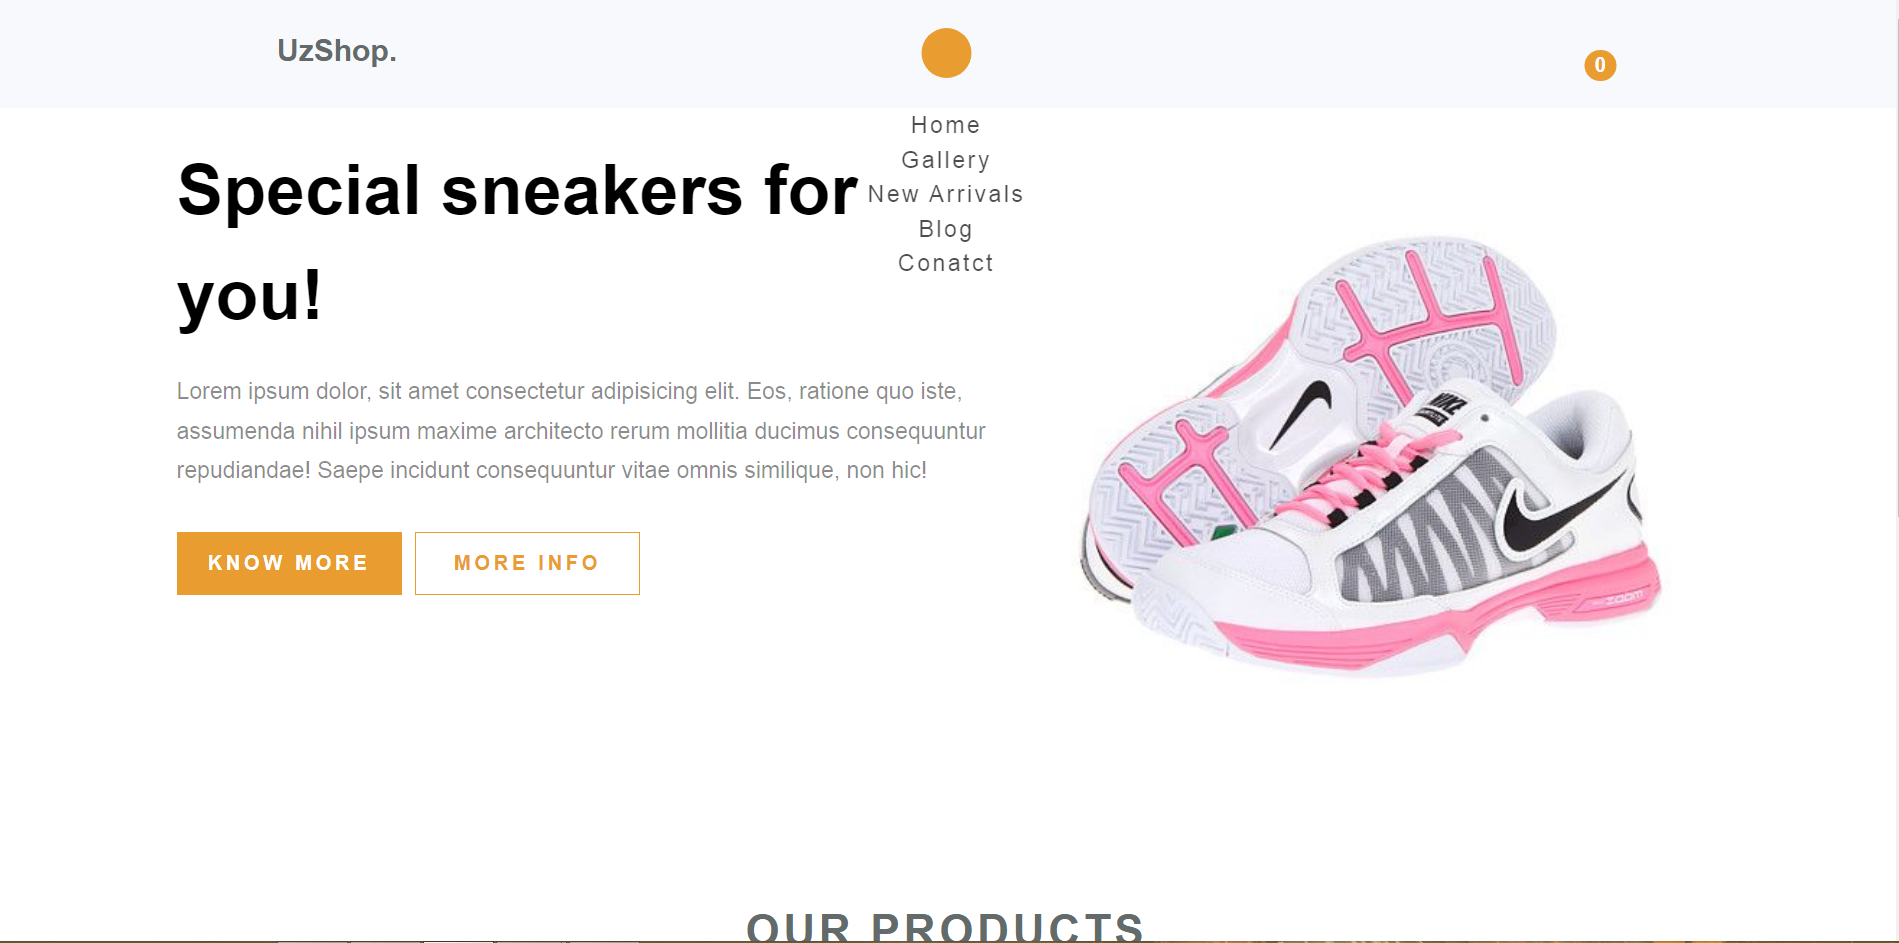 UzShop.
0
Home
Gallery
New Arrivals
Blog
Conatct
Special sneakers for
you!
Lorem ipsum dolor, sit amet consectetur adipisicing elit. Eos, ratione quo iste,
assumenda nihil ipsum maxime architecto rerum mollitia ducimus consequuntur
repudiandae! Saepe incidunt consequuntur vitae omnis similique, non hic!
KNOW MORE
MORE INFO
NIKE
ZOOM
OUR PRODUCTS